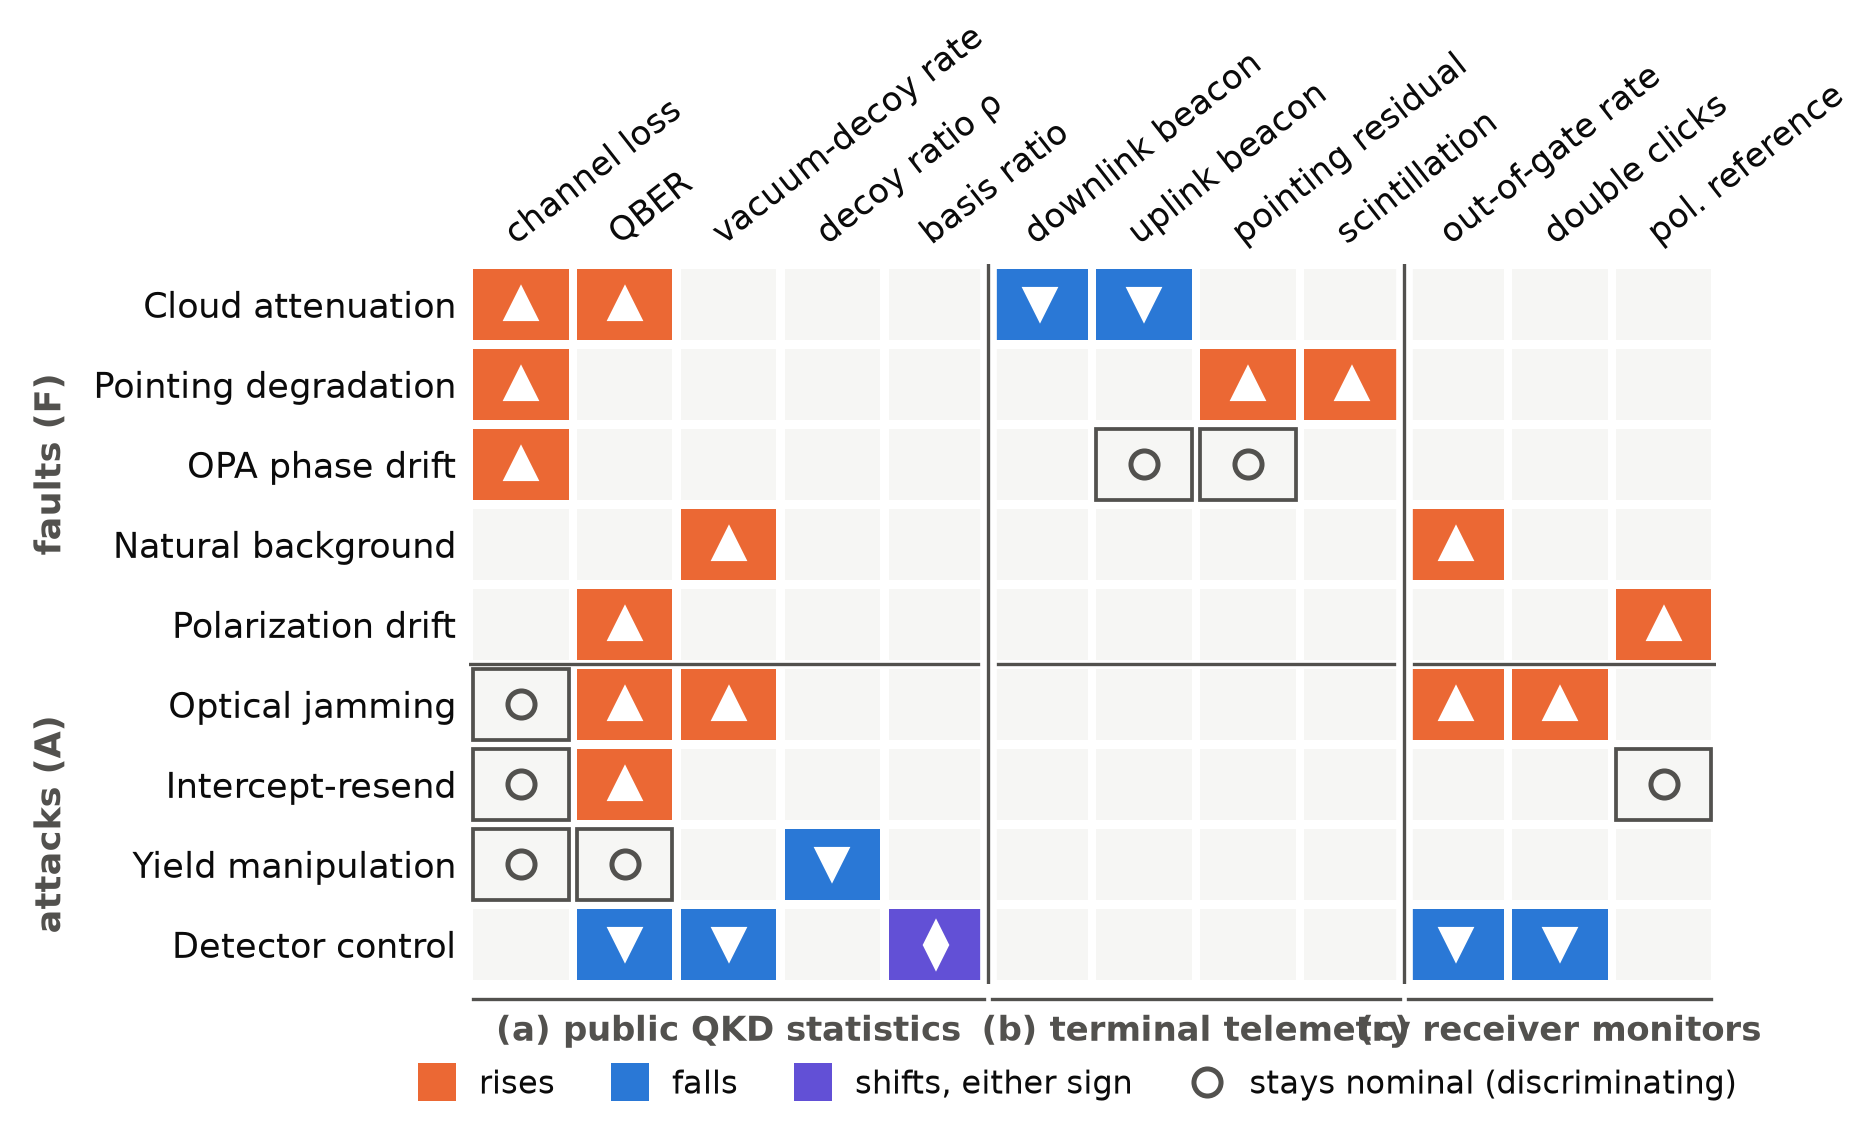 channel loss
QBER
vacuum-decoy rate
decoy ratio ρ
basis ratio
downlink beacon
uplink beacon
pointing residual
scintillation
out-of-gate rate
double clicks
pol. reference
faults (F)
Cloud attenuation
Pointing degradation
OPA phase drift
Natural background
Polarization drift
attacks (A)
Optical jamming
Intercept-resend
Yield manipulation
Detector control
(a) public QKD statistics
(b) terminal telemetry
(c) receiver monitors
rises
falls
shifts, either sign
stays nominal (discriminating)